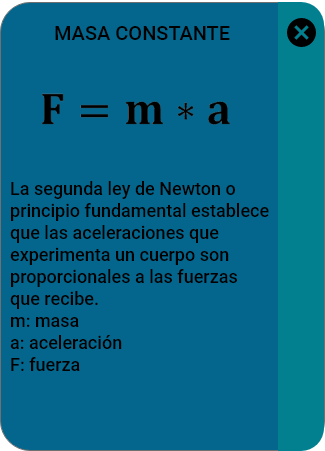 MASA CONSTANTE
F = m * a
La segunda ley de Newton o
principio fundamental establece
que las aceleraciones que
experimenta un cuerpo son
proporcionales a las fuerzas
que recibe.
m: masa
a: aceleración
F: fuerza